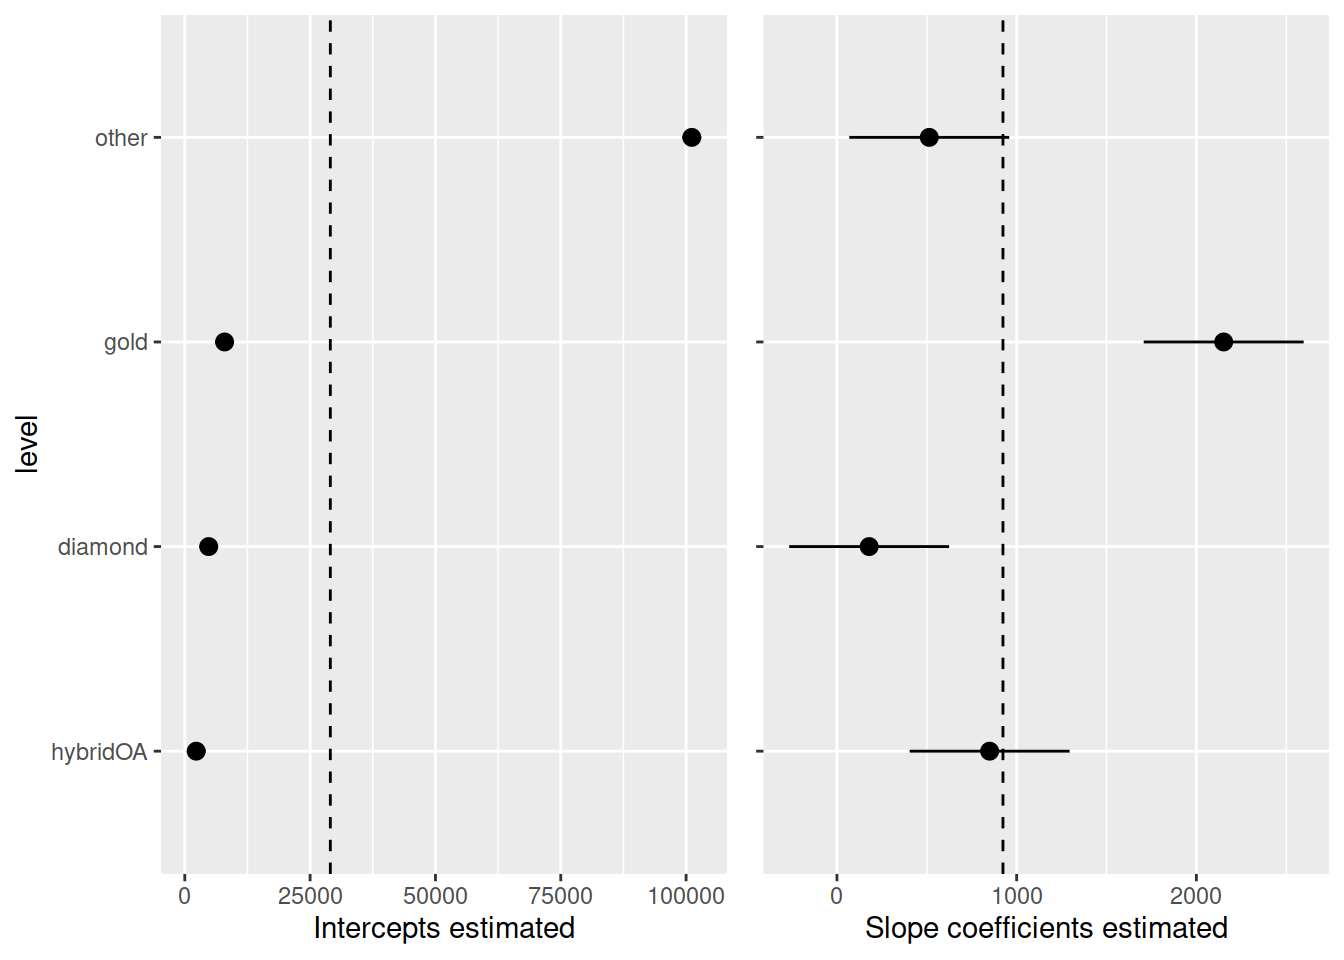 level
other
gold
diamond
hybridOA
0 25000 50000 75000 100000
Intercepts estimated
0 1000 2000
Slope coefficients estimated